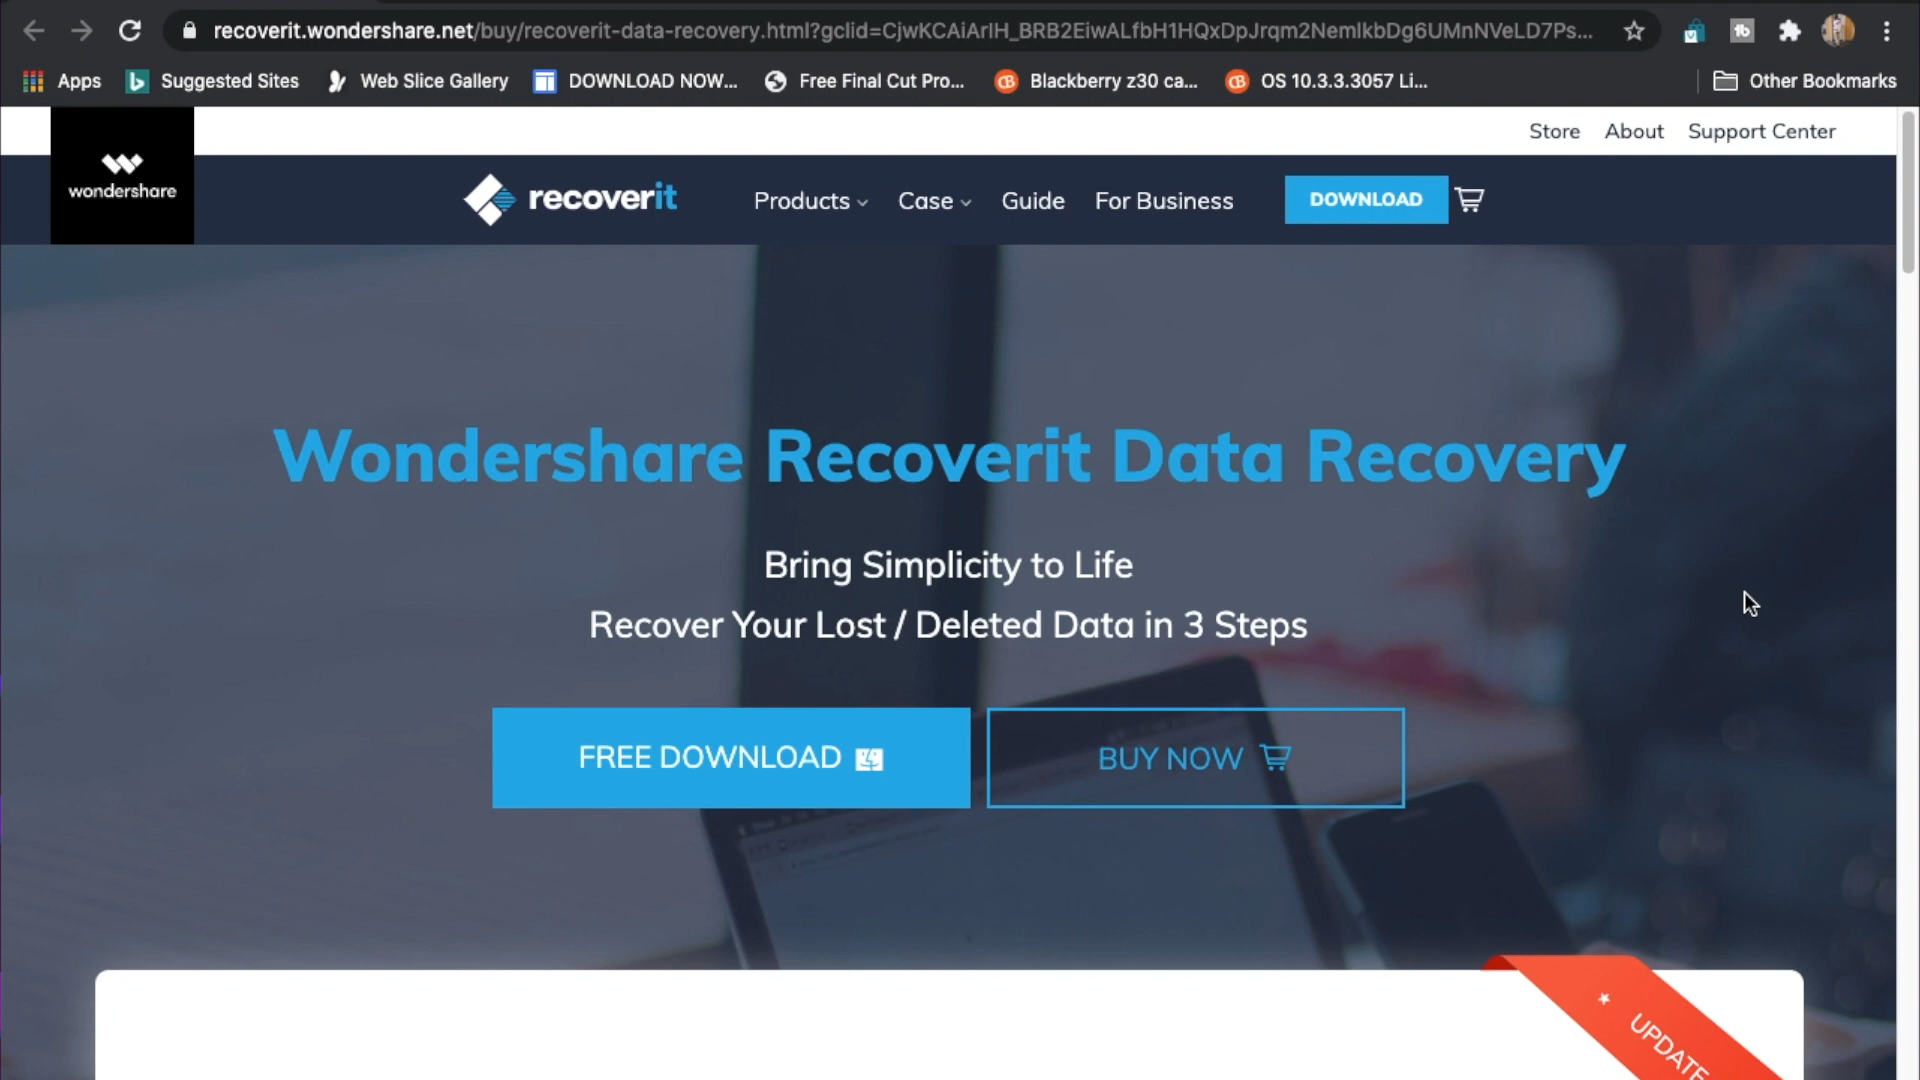 recoverit.wondershare.net/buy/recoverit-data-recovery.html?gclid=CjwKCAiArIH_BRB2EiwALfbH1HQxDpJrqm2NemlkbDg6UMnNVeLD7Ps...
Apps Suggested Sites Web Slice Gallery DOWNLOAD NOW... Free Final Cut Pro... Blackberry z30 ca... OS 10.3.3.3057 Li... Other Bookmarks
Store About Support Center
wondershare
recoverit Products Case Guide For Business DOWNLOAD
Wondershare Recoverit Data Recovery
Bring Simplicity to Life
Recover Your Lost / Deleted Data in 3 Steps
FREE DOWNLOAD BUY NOW
UPDATE